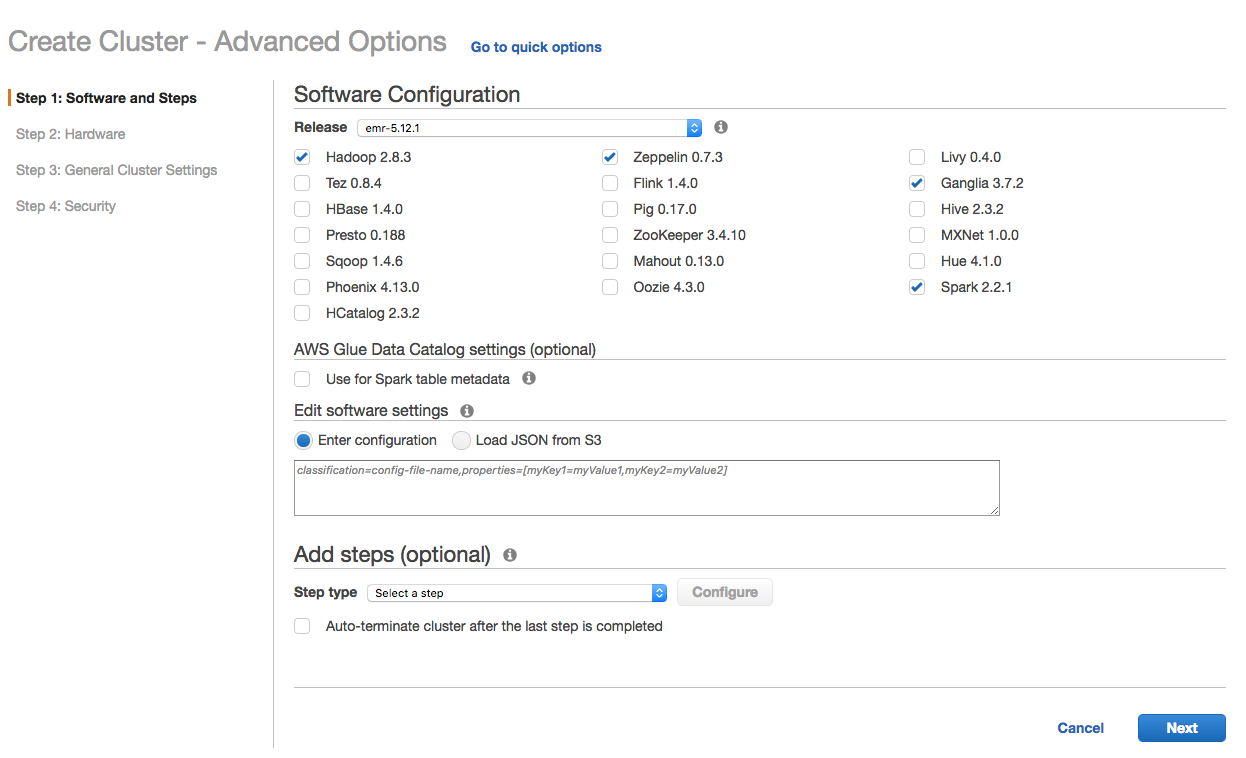 Create Cluster - Advanced Options Go to quick options
Step 1: Software and Steps
Step 2: Hardware
Step 3: General Cluster Settings
Step 4: Security
Software Configuration
Release emr-5.12.1
Hadoop 2.8.3 Zeppelin 0.7.3 Livy 0.4.0
Tez 0.8.4 Flink 1.4.0 Ganglia 3.7.2
HBase 1.4.0 Pig 0.17.0 Hive 2.3.2
Presto 0.188 ZooKeeper 3.4.10 MXNet 1.0.0
Sqoop 1.4.6 Mahout 0.13.0 Hue 4.1.0
Phoenix 4.13.0 Oozie 4.3.0 Spark 2.2.1
HCatalog 2.3.2
AWS Glue Data Catalog settings (optional)
Use for Spark table metadata
Edit software settings
Enter configuration Load JSON from S3
classification=config-file-name,properties=[myKey1=myValue1,myKey2=myValue2]
Add steps (optional)
Step type Select a step Configure
Auto-terminate cluster after the last step is completed
Cancel Next